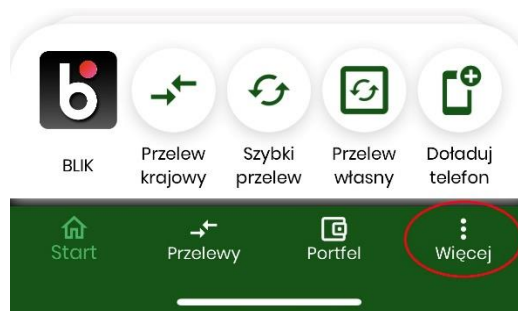 b
BLIK
Przelew
krajowy
Szybki
przelew
Przelew
własny
Doładuj
telefon
Start
Przelewy
Portfel
Więcej